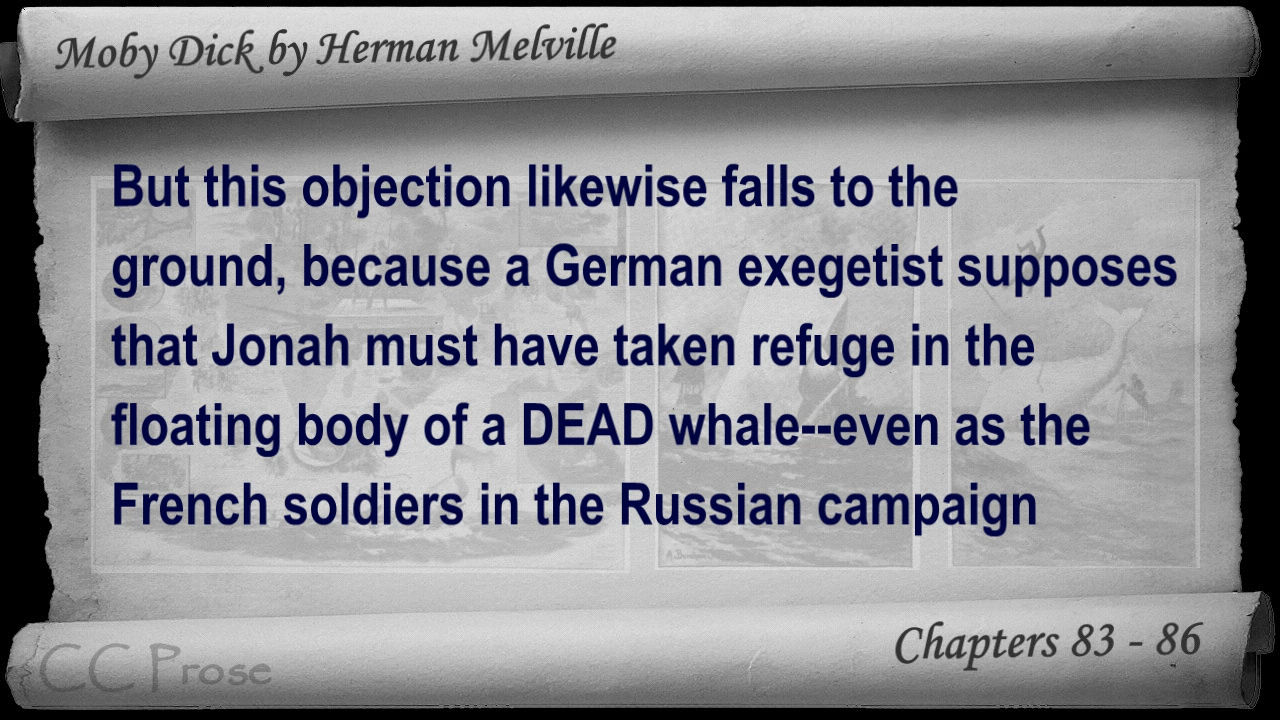 Moby Dick by Herman Melville
But this objection likewise falls to the
ground, because a German exegetist supposes
that Jonah must have taken refuge in the
floating body of a DEAD whale--even as the
French soldiers in the Russian campaign
Chapters 83 - 86
CC Prose